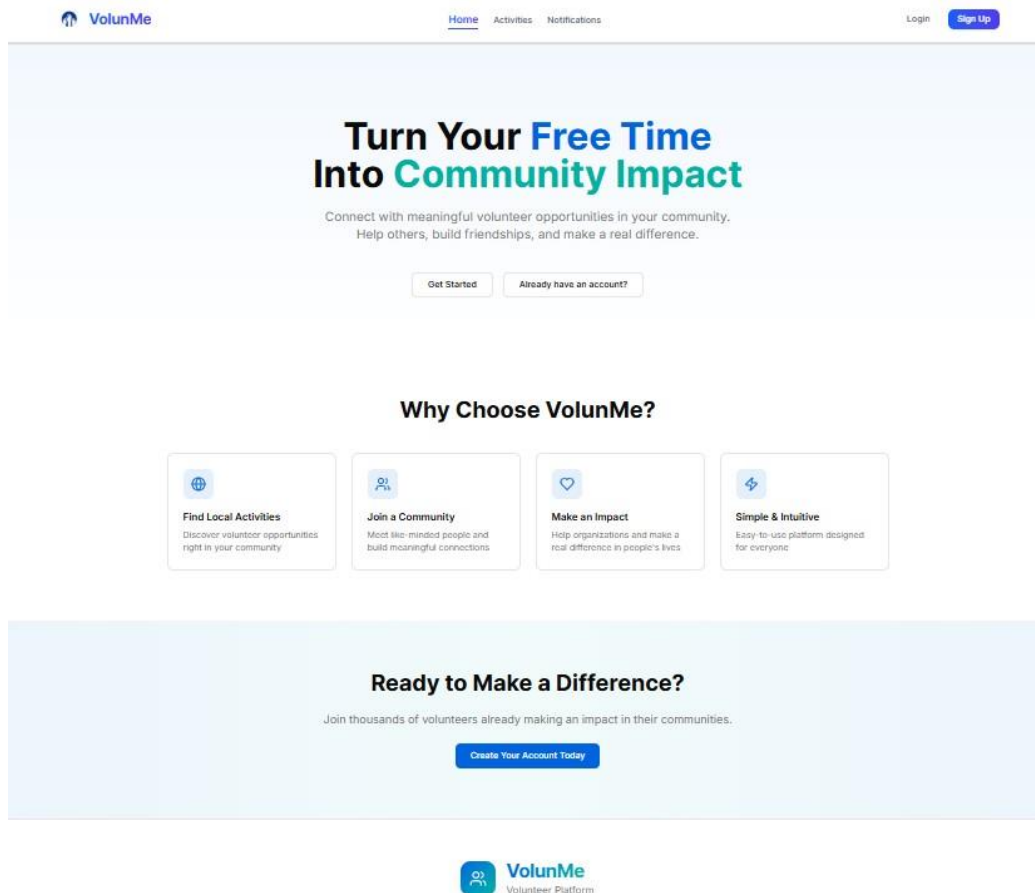 VolunMe
Home Activities Notifications
Login Sign Up
Turn Your Free Time
Into Community Impact
Connect with meaningful volunteer opportunities in your community.
Help others, build friendships, and make a real difference.
Get Started Already have an account?
Why Choose VolunMe?
Find Local Activities
Discover volunteer opportunities
right in your community
Join a Community
Meet like-minded people and
build meaningful connections
Make an Impact
Help organizations and make a
real difference in people's lives
Simple & Intuitive
Easy-to-use platform designed
for everyone
Ready to Make a Difference?
Join thousands of volunteers already making an impact in their communities.
Create Your Account Today
VolunMe
Volunteer Platform